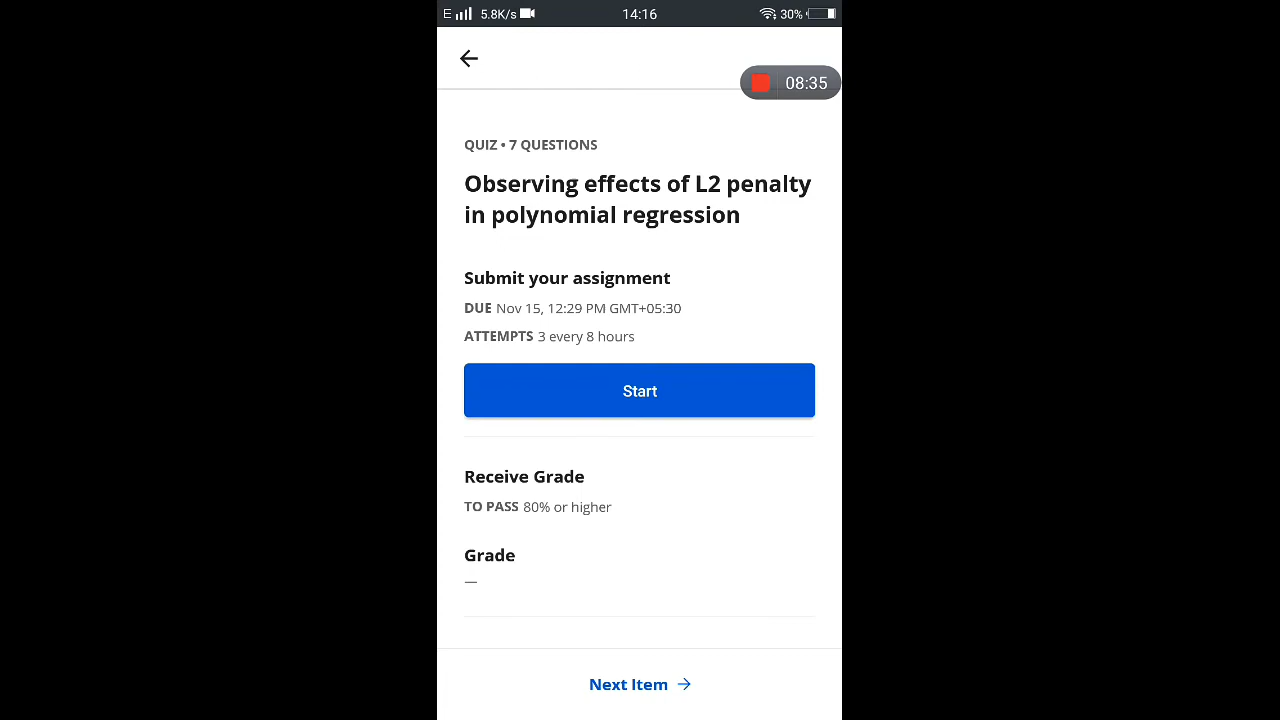 E 5.8K/s 14:16 30%
08:35
QUIZ • 7 QUESTIONS
Observing effects of L2 penalty
in polynomial regression
Submit your assignment
DUE Nov 15, 12:29 PM GMT+05:30
ATTEMPTS 3 every 8 hours
Start
Receive Grade
TO PASS 80% or higher
Grade
—
Next Item →